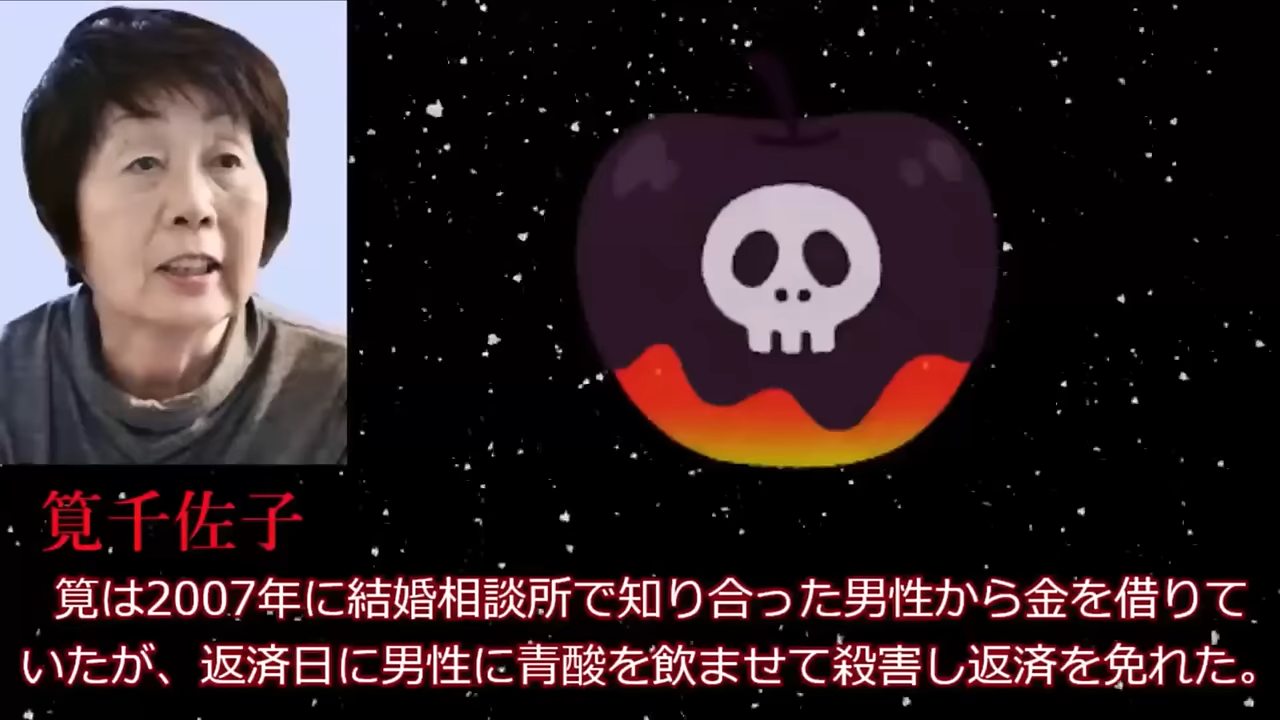 筧千佐子
筧は2007年に結婚相談所で知り合った男性から金を借りて
いたが、返済日に男性に青酸を飲ませて殺害し返済を免れた。